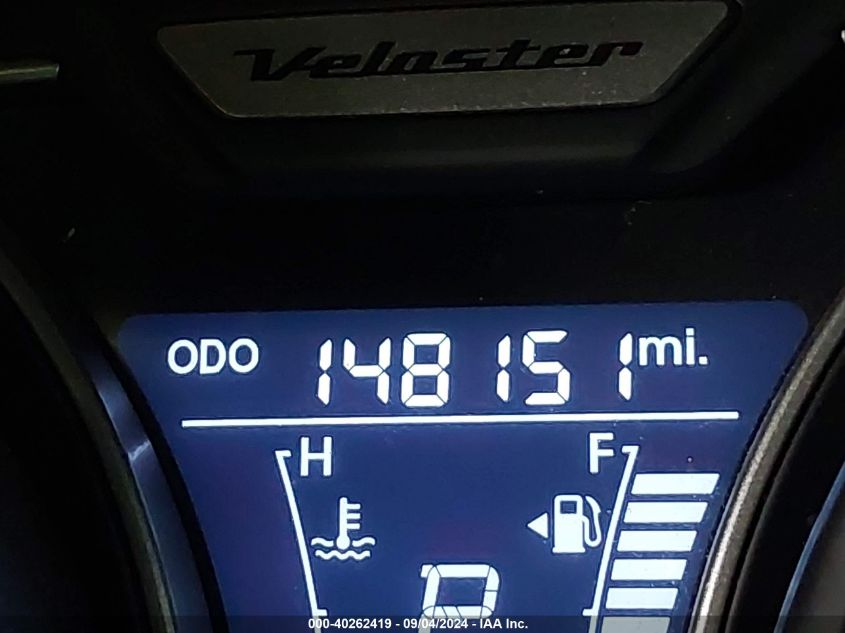 Veloster
ODO 148151 mi.
H F
P
000-40262419 - 09/04/2024 - IAA Inc.